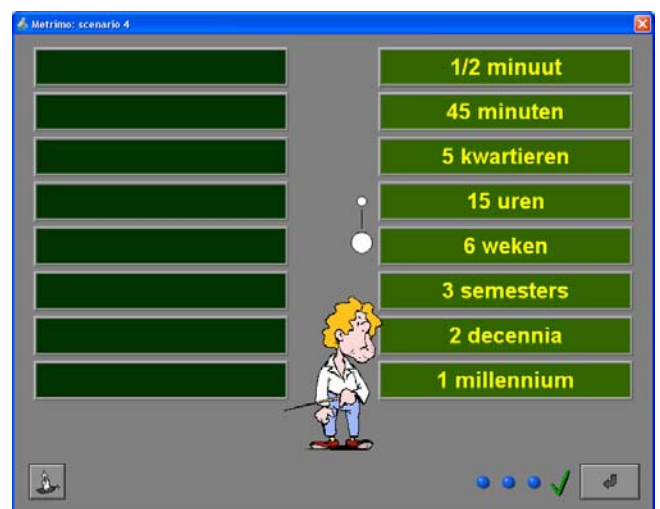 Metrimo: scenario 4
1/2 minuut
45 minuten
5 kwartieren
15 uren
6 weken
3 semesters
2 decennia
1 millennium